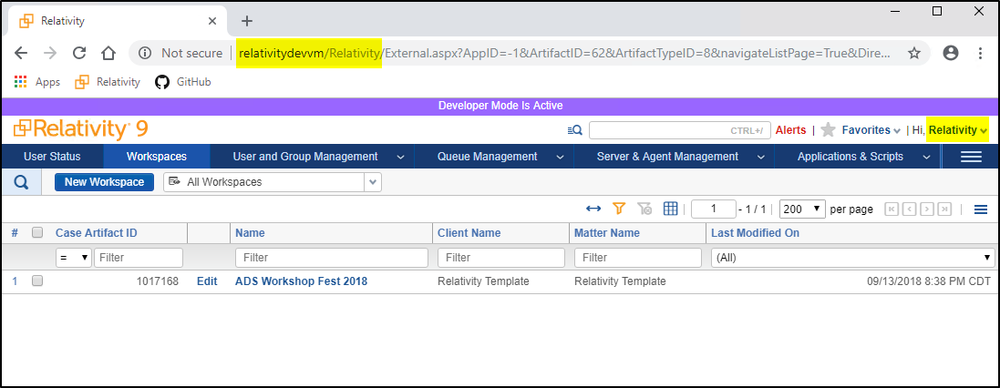 Relativity
Not secure relativitydevvm/Relativity/External.aspx?AppID=-1&ArtifactID=62&ArtifactTypeID=8&navigateListPage=True&Dire...
Apps Relativity GitHub
Developer Mode Is Active
Relativity® 9 CTRL+/ Alerts | Favorites | Hi, Relativity
User Status Workspaces User and Group Management Queue Management Server & Agent Management Applications & Scripts
New Workspace All Workspaces
1 - 1 / 1 200 per page
# Case Artifact ID Name Client Name Matter Name Last Modified On
= Filter Filter Filter Filter (All)
1 1017168 Edit ADS Workshop Fest 2018 Relativity Template Relativity Template 09/13/2018 8:38 PM CDT